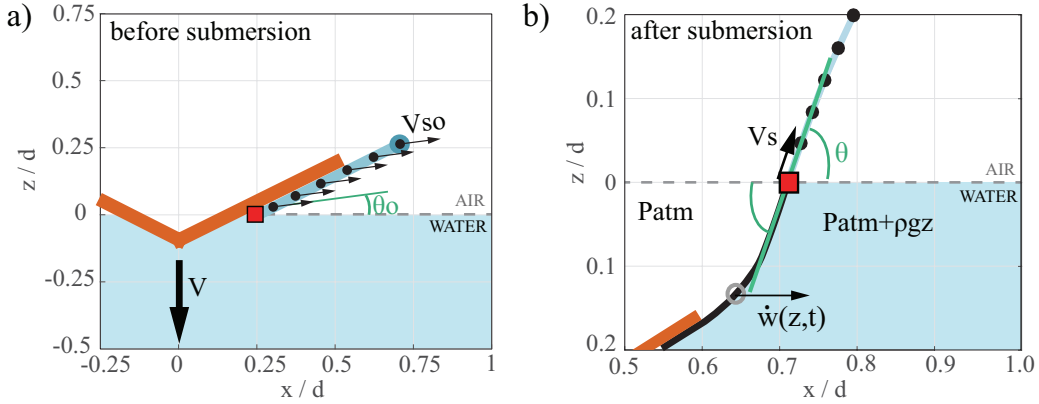 a)
before submersion
z / d
0.75
0.5
0.25
0
-0.25
-0.5
Vso
θo
AIR
WATER
V
-0.25
0
0.25
0.5
0.75
1
x / d
b)
after submersion
z / d
0.2
0.1
0
0.1
0.2
Vs
θ
AIR
WATER
Patm
Patm+ρgz
ẇ(z,t)
0.5
0.6
0.7
0.8
0.9
1.0
x / d